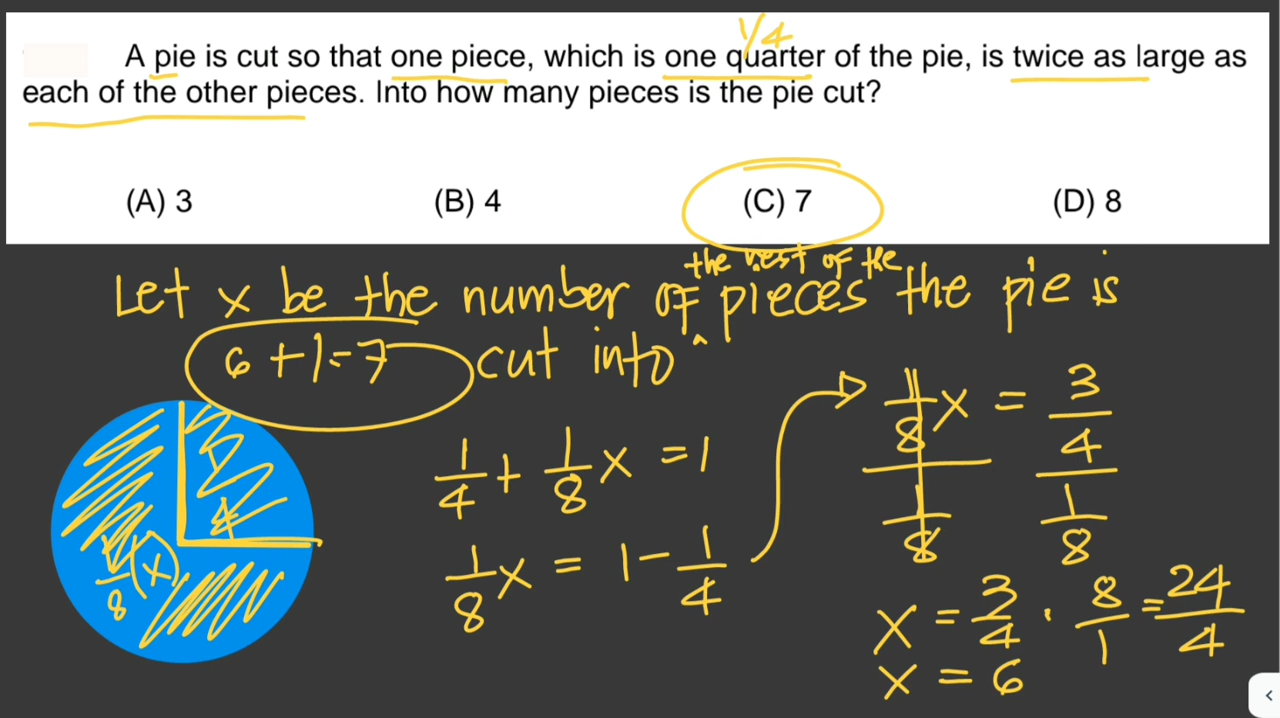 1/4
A pie is cut so that one piece, which is one quarter of the pie, is twice as large as
each of the other pieces. Into how many pieces is the pie cut?
(A) 3 (B) 4 (C) 7 (D) 8
the rest of the
Let x be the number of ^ pieces the pie is
6 + 1 = 7 cut into
1/4
1/8 (x)
1/4 + 1/8 x = 1
1/8 x = 1 - 1/4
1/8 x = 3/4
1/8 1/8
x = 3/4 · 8/1 = 24/4
x = 6
<